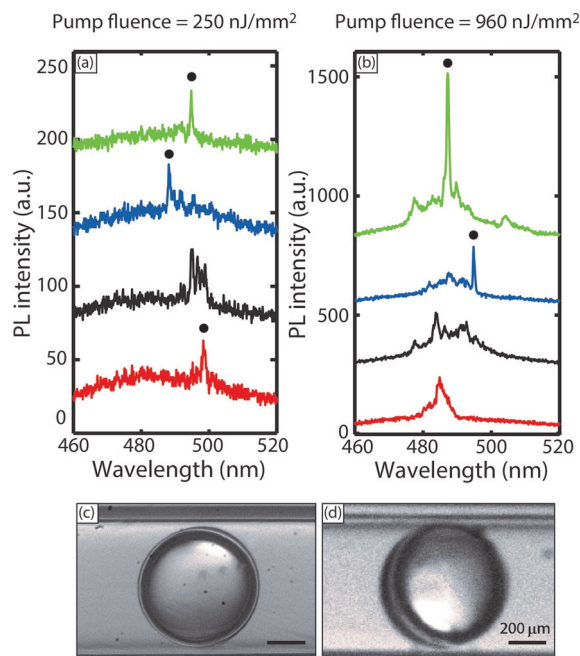 Pump fluence = 250 nJ/mm²
Pump fluence = 960 nJ/mm²
(a)
PL intensity (a.u.)
250
200
150
100
50
0
460
480
500
520
Wavelength (nm)
(b)
PL intensity (a.u.)
1500
1000
500
0
460
480
500
520
Wavelength (nm)
(c)
(d)
200 μm